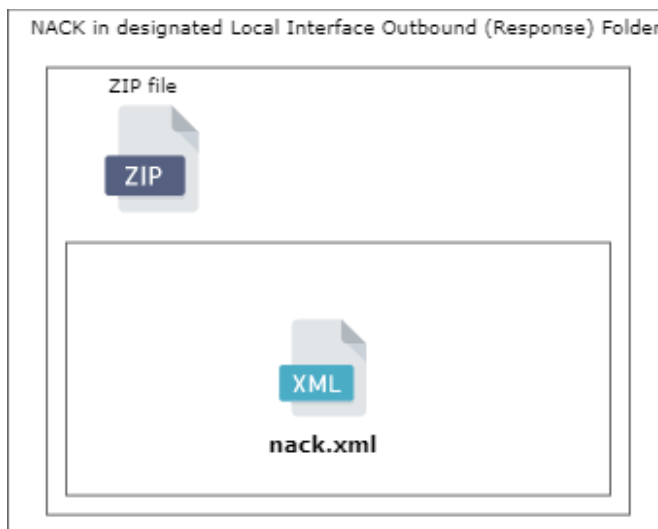 NACK in designated Local Interface Outbound (Response) Folder
ZIP file
ZIP
XML
nack.xml